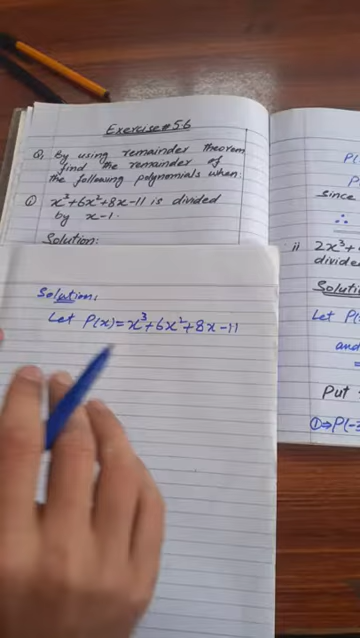 Exercise#5.6
Q. By using remainder theorem
find the remainder of
the following polynomials when:
① x³+6x²+8x-11 is divided
by x-1.
Solution:
Solution:
Let P(x)=x³+6x²+8x-11
P(
P
since
∴
ii 2x³+
divide
Soluti
Let P(
and
=
Put
①⇒P(-3